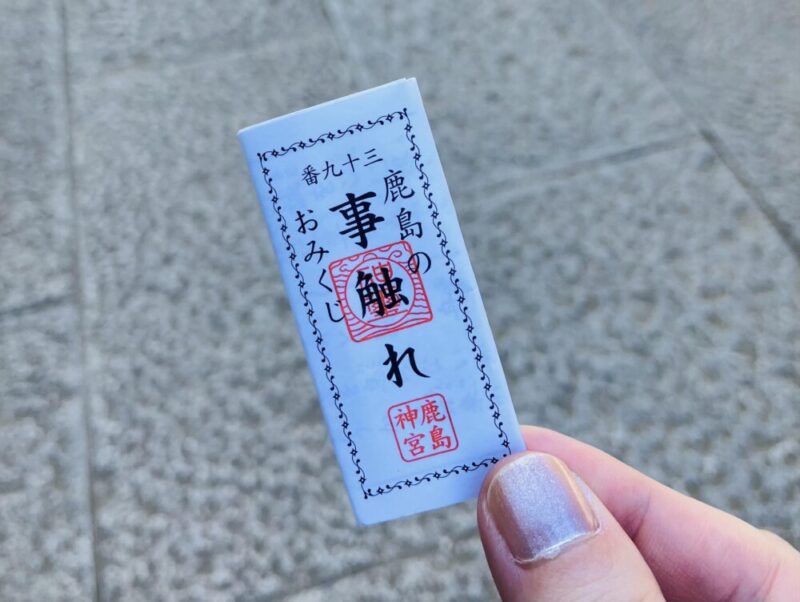 三十九番
鹿島の
事触れ
おみくじ
鹿島
神宮